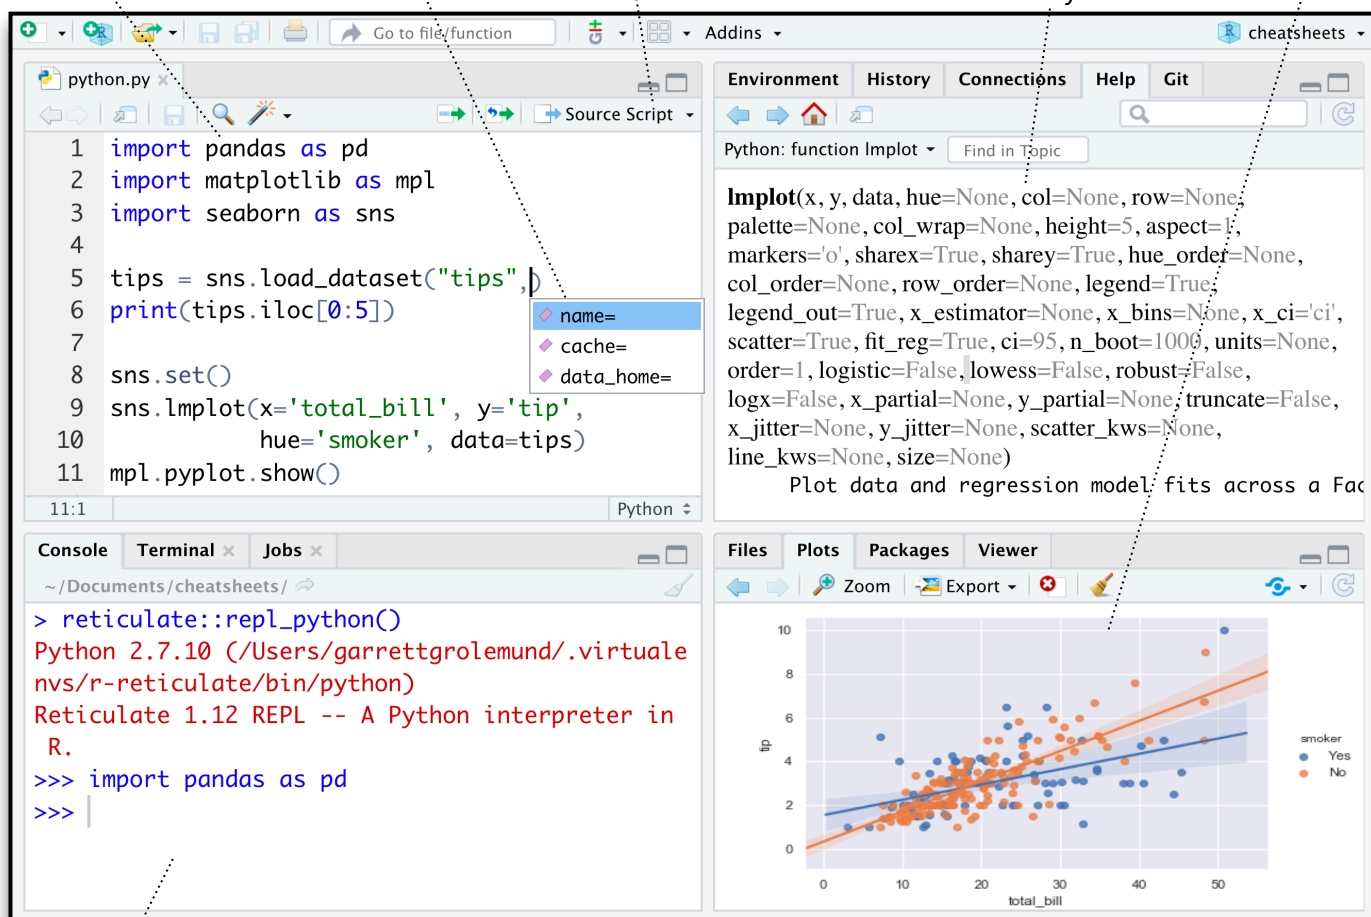 Go to file/function
Git
Addins
cheatsheets
python.py
Source Script
1 import pandas as pd
2 import matplotlib as mpl
3 import seaborn as sns
4
5 tips = sns.load_dataset("tips",)
6 print(tips.iloc[0:5])
7
8 sns.set()
9 sns.lmplot(x='total_bill', y='tip',
10 hue='smoker', data=tips)
11 mpl.pyplot.show()
name=
cache=
data_home=
11:1
Python
Environment History Connections Help Git
Python: function lmplot
Find in Topic
lmplot(x, y, data, hue=None, col=None, row=None,
palette=None, col_wrap=None, height=5, aspect=1,
markers='o', sharex=True, sharey=True, hue_order=None,
col_order=None, row_order=None, legend=True,
legend_out=True, x_estimator=None, x_bins=None, x_ci='ci',
scatter=True, fit_reg=True, ci=95, n_boot=1000, units=None,
order=1, logistic=False, lowess=False, robust=False,
logx=False, x_partial=None, y_partial=None, truncate=False,
x_jitter=None, y_jitter=None, scatter_kws=None,
line_kws=None, size=None)
Plot data and regression model fits across a Fac
Console Terminal Jobs
~/Documents/cheatsheets/
> reticulate::repl_python()
Python 2.7.10 (/Users/garrettgrolemund/.virtuale
nvs/r-reticulate/bin/python)
Reticulate 1.12 REPL -- A Python interpreter in
R.
>>> import pandas as pd
>>>
Files Plots Packages Viewer
Zoom Export
10
8
6
4
2
0
tip
0 10 20 30 40 50
total_bill
smoker
Yes
No